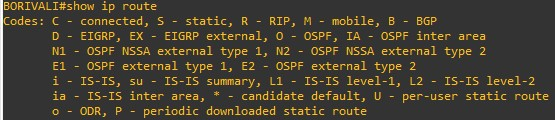 BORIVALI#show ip route
Codes: C - connected, S - static, R - RIP, M - mobile, B - BGP
D - EIGRP, EX - EIGRP external, O - OSPF, IA - OSPF inter area
N1 - OSPF NSSA external type 1, N2 - OSPF NSSA external type 2
E1 - OSPF external type 1, E2 - OSPF external type 2
i - IS-IS, su - IS-IS summary, L1 - IS-IS level-1, L2 - IS-IS level-2
ia - IS-IS inter area, * - candidate default, U - per-user static route
o - ODR, P - periodic downloaded static route